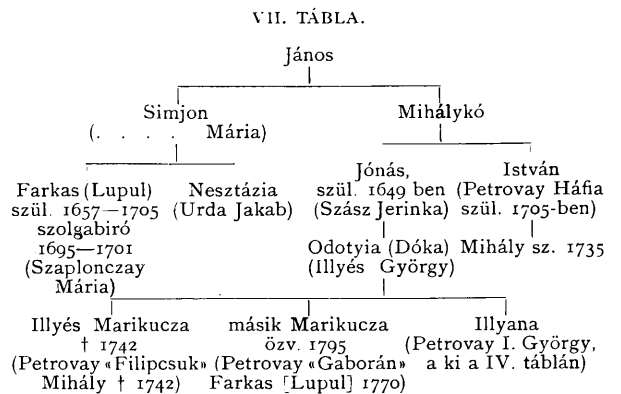 VII. TÁBLA.
János
Simjon
(. . . . Mária)
Mihálykó
Farkas (Lupul)
szül. 1657—1705
szolgabiró
1695—1701
(Szaplonczay
Mária)
Nesztázia
(Urda Jakab)
Jónás,
szül. 1649 ben
(Szász Jerinka)
István
(Petrovay Háfia
szül. 1705-ben)
Odotyia (Dóka)
(Illyés György)
Mihály sz. 1735
Illyés Marikucza
† 1742
(Petrovay «Filipcsuk»
Mihály † 1742)
másik Marikucza
özv. 1795
(Petrovay «Gaborán»
Farkas [Lupul] 1770)
Illyana
(Petrovay I. György,
a ki a IV. táblán)